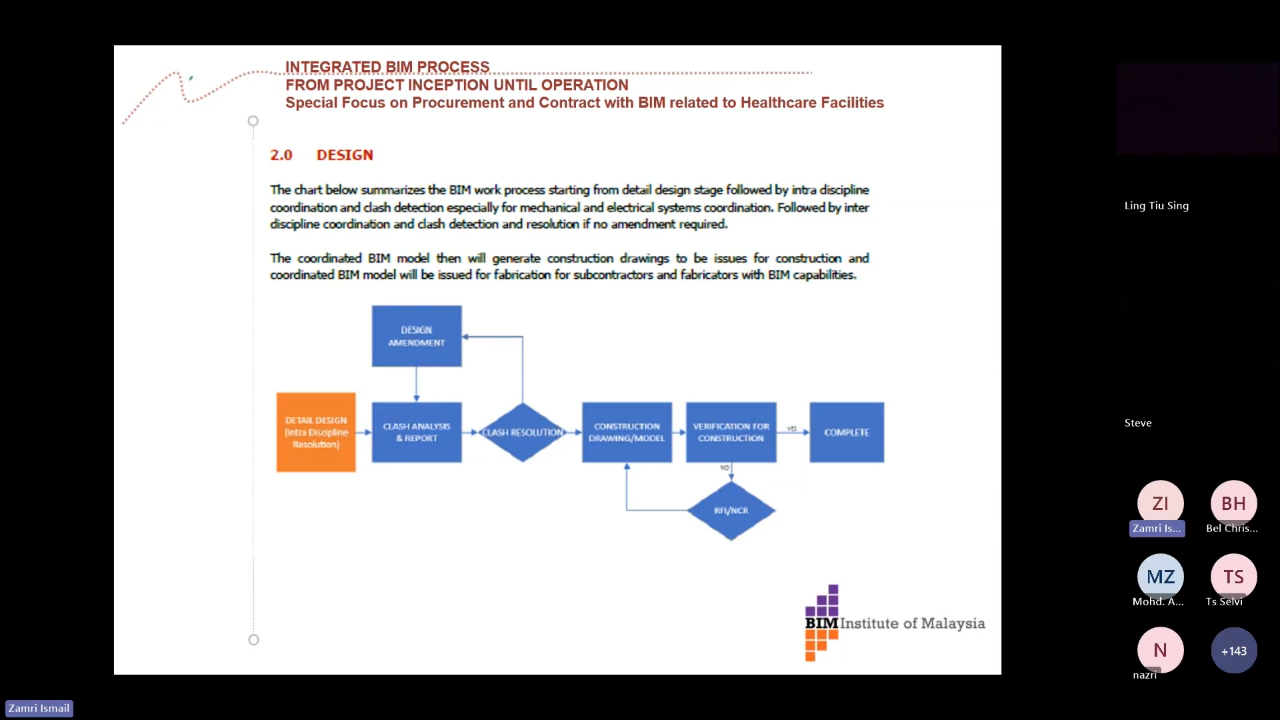 INTEGRATED BIM PROCESS
FROM PROJECT INCEPTION UNTIL OPERATION
Special Focus on Procurement and Contract with BIM related to Healthcare Facilities
2.0 DESIGN
The chart below summarizes the BIM work process starting from detail design stage followed by intra discipline
coordination and clash detection especially for mechanical and electrical systems coordination. Followed by inter
discipline coordination and clash detection and resolution if no amendment required.
The coordinated BIM model then will generate construction drawings to be issues for construction and
coordinated BIM model will be issued for fabrication for subcontractors and fabricators with BIM capabilities.
DESIGN
AMENDMENT
DETAIL DESIGN
(Intra Discipline
Resolution)
CLASH ANALYSIS
& REPORT
CLASH RESOLUTION
CONSTRUCTION
DRAWING/MODEL
VERIFICATION FOR
CONSTRUCTION
YES
COMPLETE
NO
RFI/NCR
BIM Institute of Malaysia
Ling Tiu Sing
Steve
ZI
Zamri Is...
BH
Bel Chris...
MZ
Mohd. A...
TS
Ts Selvi
N
nazri
+143
Zamri Ismail